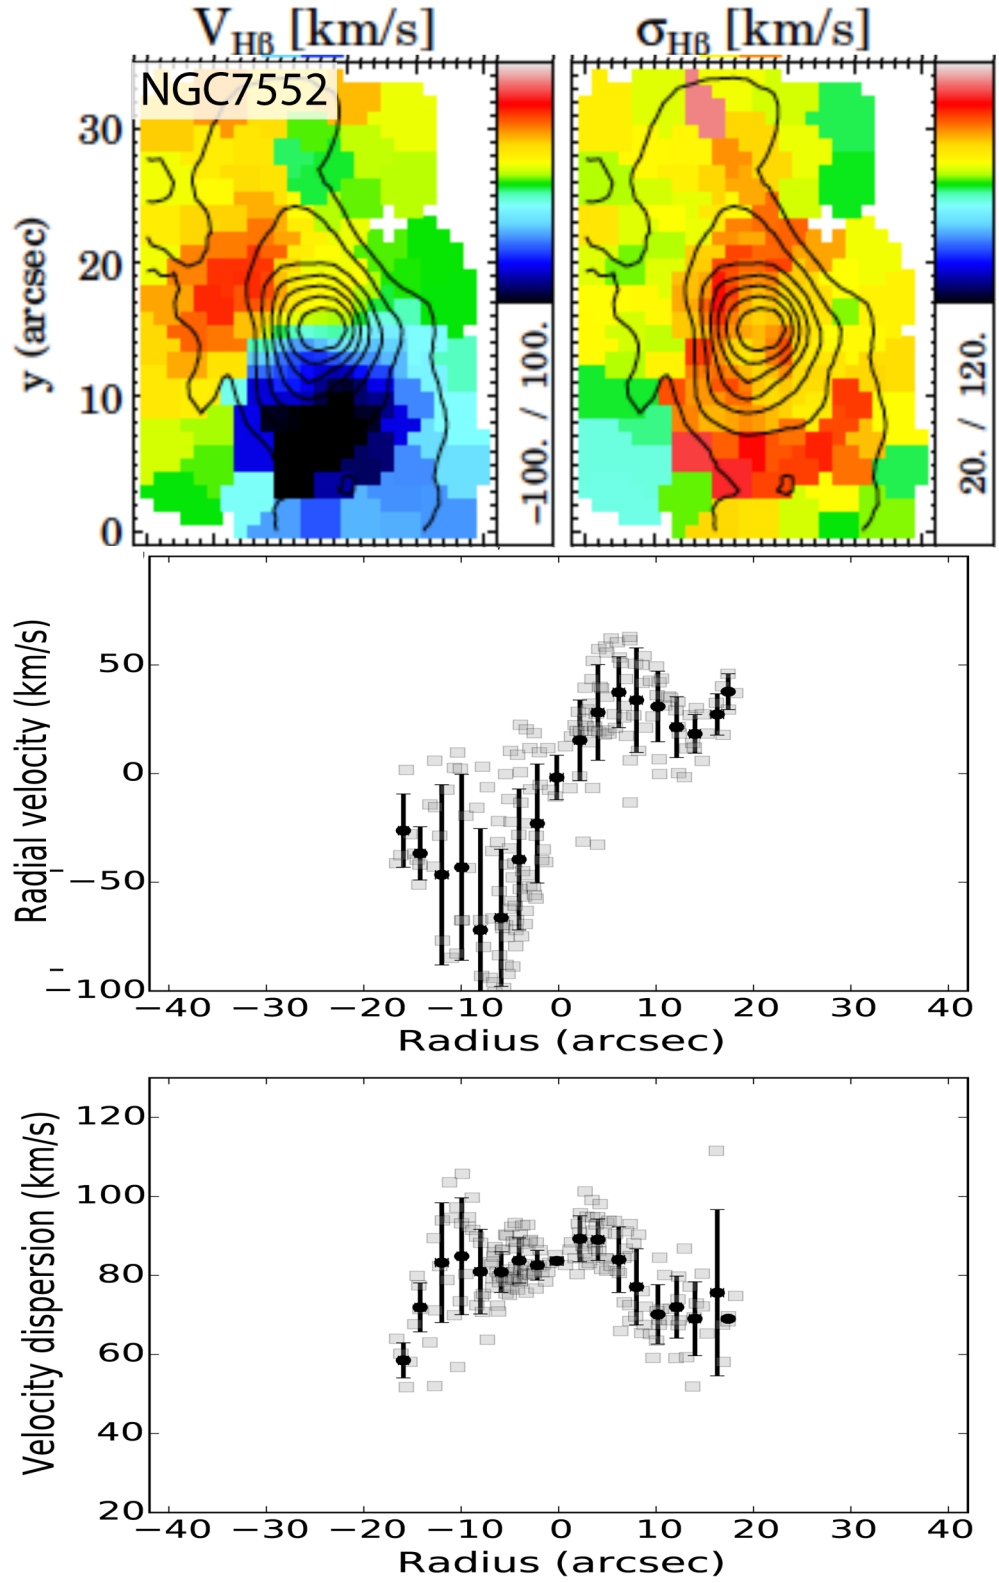 V_Hβ [km/s]
σ_Hβ [km/s]
NGC7552
30
20
10
0
y (arcsec)
−100. / 100.
20. / 120.
50
0
−50
−100
Radial velocity (km/s)
−40 −30 −20 −10 0 10 20 30 40
Radius (arcsec)
120
100
80
60
40
20
Velocity dispersion (km/s)
−40 −30 −20 −10 0 10 20 30 40
Radius (arcsec)